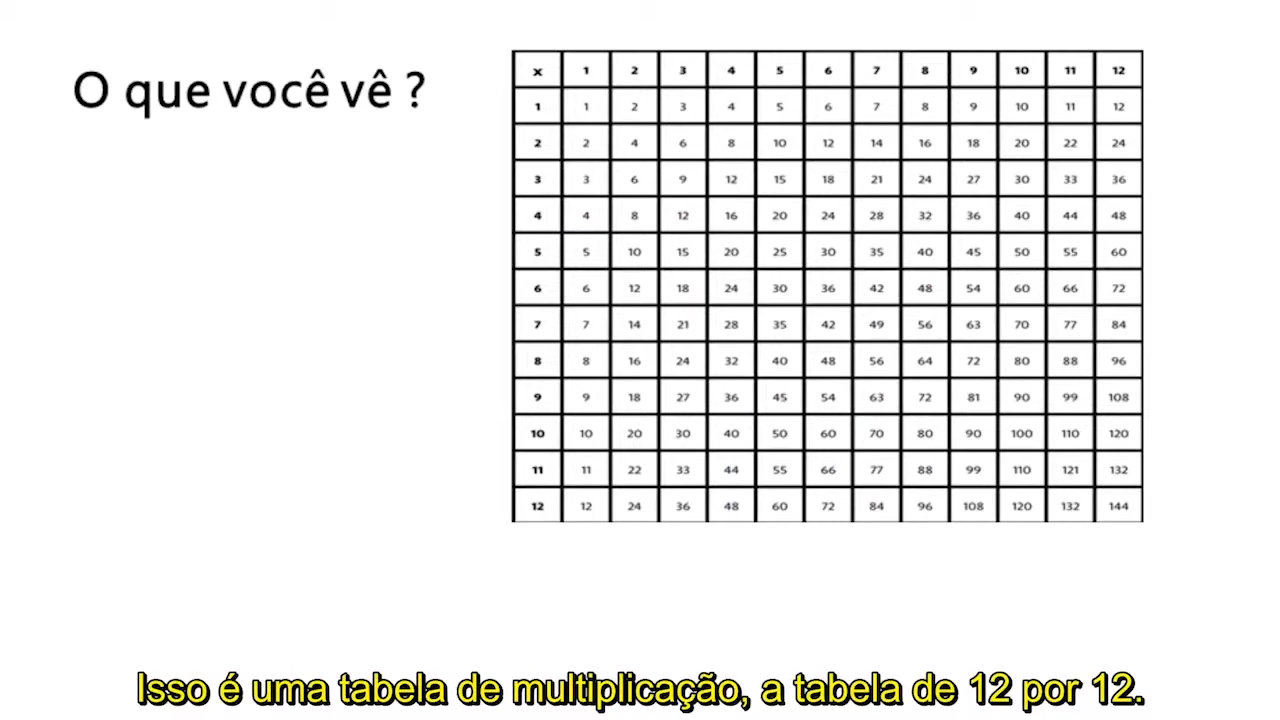 O que você vê ?
x 1 2 3 4 5 6 7 8 9 10 11 12
1 1 2 3 4 5 6 7 8 9 10 11 12
2 2 4 6 8 10 12 14 16 18 20 22 24
3 3 6 9 12 15 18 21 24 27 30 33 36
4 4 8 12 16 20 24 28 32 36 40 44 48
5 5 10 15 20 25 30 35 40 45 50 55 60
6 6 12 18 24 30 36 42 48 54 60 66 72
7 7 14 21 28 35 42 49 56 63 70 77 84
8 8 16 24 32 40 48 56 64 72 80 88 96
9 9 18 27 36 45 54 63 72 81 90 99 108
10 10 20 30 40 50 60 70 80 90 100 110 120
11 11 22 33 44 55 66 77 88 99 110 121 132
12 12 24 36 48 60 72 84 96 108 120 132 144
Isso é uma tabela de multiplicação, a tabela de 12 por 12.